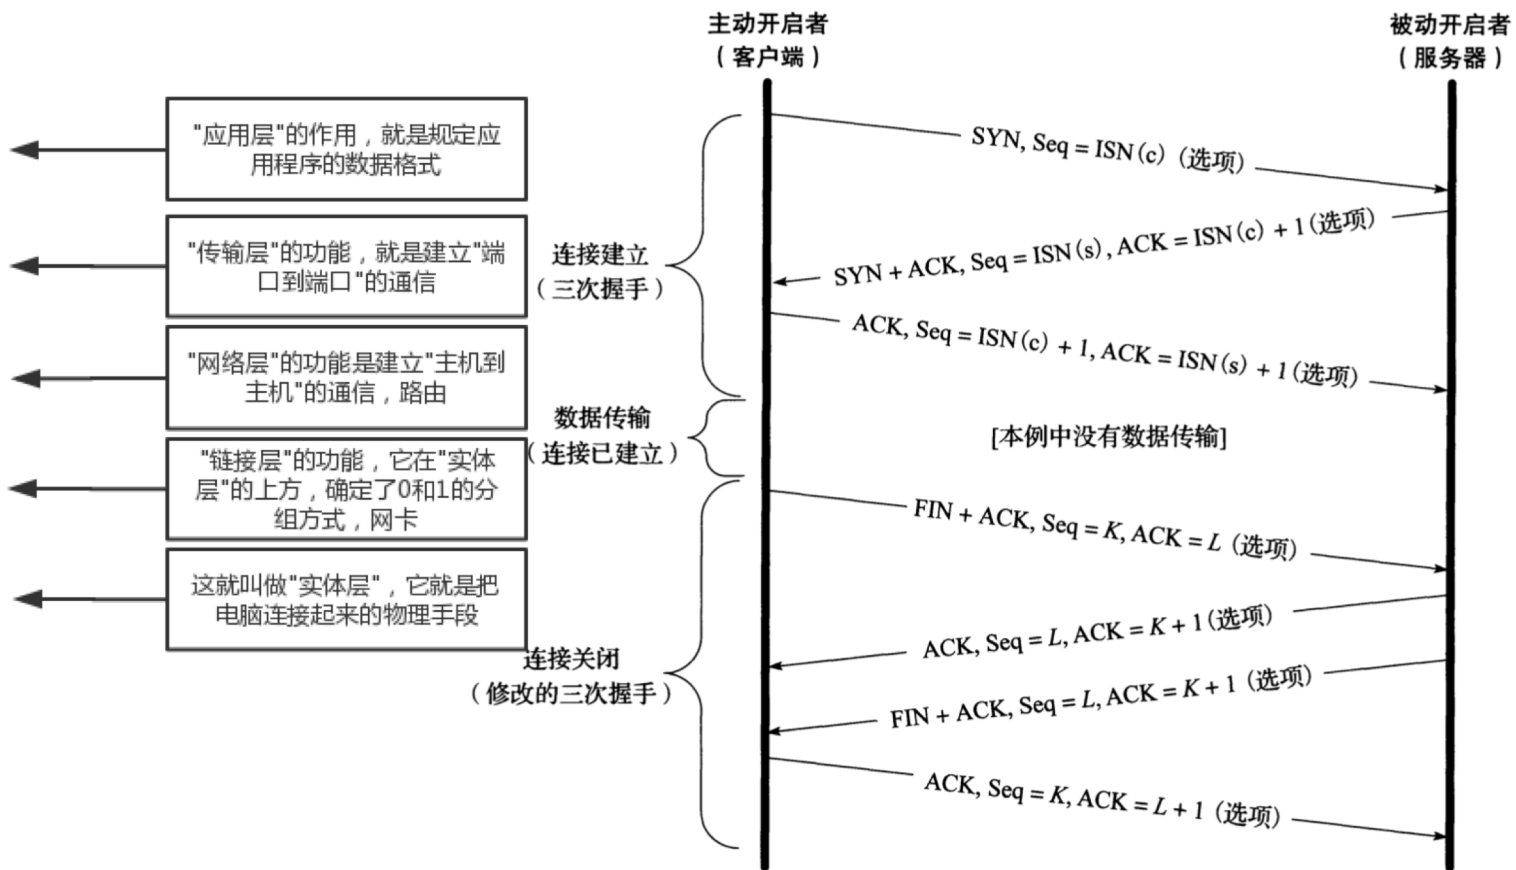 主动开启者
（客户端）
被动开启者
（服务器）
"应用层"的作用，就是规定应
用程序的数据格式
"传输层"的功能，就是建立"端
口到端口"的通信
"网络层"的功能是建立"主机到
主机"的通信，路由
"链接层"的功能，它在"实体
层"的上方，确定了0和1的分
组方式，网卡
这就叫做"实体层"，它就是把
电脑连接起来的物理手段
连接建立
（三次握手）
数据传输
（连接已建立）
连接关闭
（修改的三次握手）
SYN, Seq = ISN(c) (选项)
SYN + ACK, Seq = ISN(s), ACK = ISN(c) + 1(选项)
ACK, Seq = ISN(c) + 1, ACK = ISN(s) + 1(选项)
[本例中没有数据传输]
FIN + ACK, Seq = K, ACK = L (选项)
ACK, Seq = L, ACK = K + 1(选项)
FIN + ACK, Seq = L, ACK = K + 1 (选项)
ACK, Seq = K, ACK = L + 1 (选项)